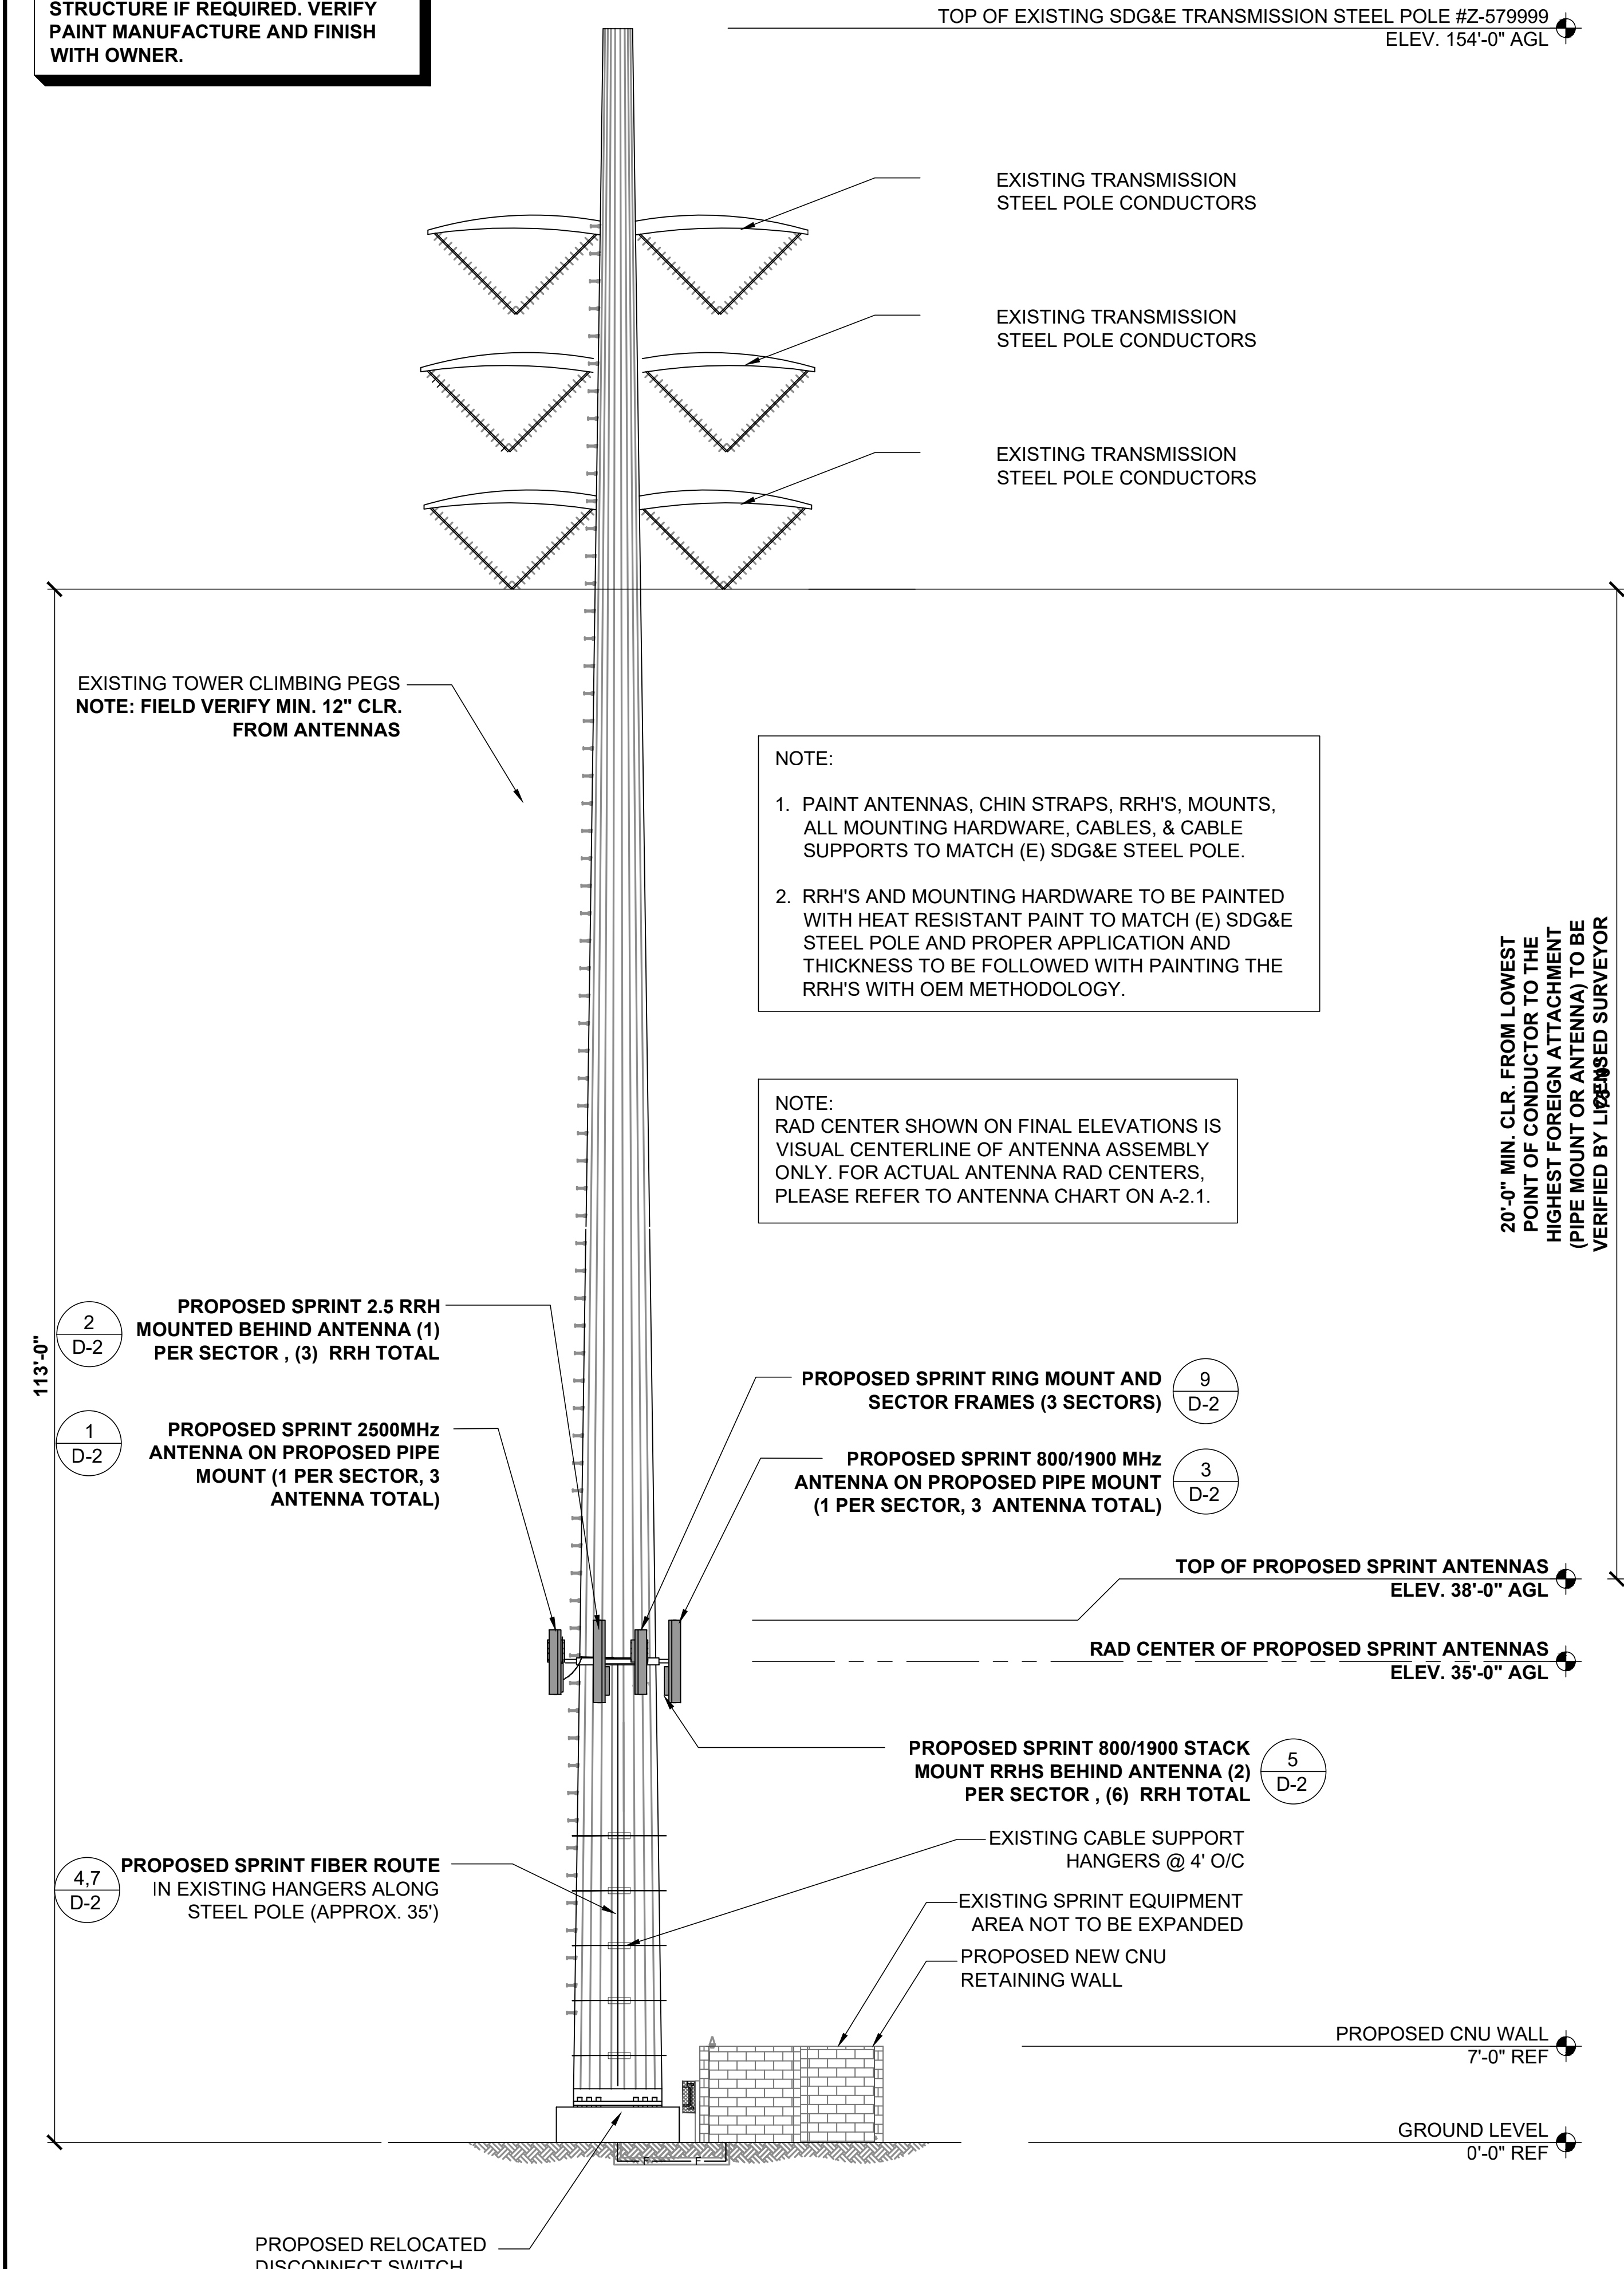 STRUCTURE IF REQUIRED. VERIFY
PAINT MANUFACTURE AND FINISH
WITH OWNER.
TOP OF EXISTING SDG&E TRANSMISSION STEEL POLE #Z-579999
ELEV. 154'-0" AGL
EXISTING TRANSMISSION
STEEL POLE CONDUCTORS
EXISTING TRANSMISSION
STEEL POLE CONDUCTORS
EXISTING TRANSMISSION
STEEL POLE CONDUCTORS
EXISTING TOWER CLIMBING PEGS
NOTE: FIELD VERIFY MIN. 12" CLR.
FROM ANTENNAS
NOTE:
1. PAINT ANTENNAS, CHIN STRAPS, RRH'S, MOUNTS,
ALL MOUNTING HARDWARE, CABLES, & CABLE
SUPPORTS TO MATCH (E) SDG&E STEEL POLE.
2. RRH'S AND MOUNTING HARDWARE TO BE PAINTED
WITH HEAT RESISTANT PAINT TO MATCH (E) SDG&E
STEEL POLE AND PROPER APPLICATION AND
THICKNESS TO BE FOLLOWED WITH PAINTING THE
RRH'S WITH OEM METHODOLOGY.
NOTE:
RAD CENTER SHOWN ON FINAL ELEVATIONS IS
VISUAL CENTERLINE OF ANTENNA ASSEMBLY
ONLY. FOR ACTUAL ANTENNA RAD CENTERS,
PLEASE REFER TO ANTENNA CHART ON A-2.1.
20'-0" MIN. CLR. FROM LOWEST
POINT OF CONDUCTOR TO THE
HIGHEST FOREIGN ATTACHMENT
(PIPE MOUNT OR ANTENNA) TO BE
VERIFIED BY LICENSED SURVEYOR
113'-0"
2
D-2
PROPOSED SPRINT 2.5 RRH
MOUNTED BEHIND ANTENNA (1)
PER SECTOR , (3) RRH TOTAL
1
D-2
PROPOSED SPRINT 2500MHz
ANTENNA ON PROPOSED PIPE
MOUNT (1 PER SECTOR, 3
ANTENNA TOTAL)
PROPOSED SPRINT RING MOUNT AND
SECTOR FRAMES (3 SECTORS)
9
D-2
PROPOSED SPRINT 800/1900 MHz
ANTENNA ON PROPOSED PIPE MOUNT
(1 PER SECTOR, 3 ANTENNA TOTAL)
3
D-2
TOP OF PROPOSED SPRINT ANTENNAS
ELEV. 38'-0" AGL
RAD CENTER OF PROPOSED SPRINT ANTENNAS
ELEV. 35'-0" AGL
PROPOSED SPRINT 800/1900 STACK
MOUNT RRHS BEHIND ANTENNA (2)
PER SECTOR , (6) RRH TOTAL
5
D-2
4,7
D-2
PROPOSED SPRINT FIBER ROUTE
IN EXISTING HANGERS ALONG
STEEL POLE (APPROX. 35')
EXISTING CABLE SUPPORT
HANGERS @ 4' O/C
EXISTING SPRINT EQUIPMENT
AREA NOT TO BE EXPANDED
PROPOSED NEW CNU
RETAINING WALL
PROPOSED CNU WALL
7'-0" REF
GROUND LEVEL
0'-0" REF
F F
PROPOSED RELOCATED
DISCONNECT SWITCH